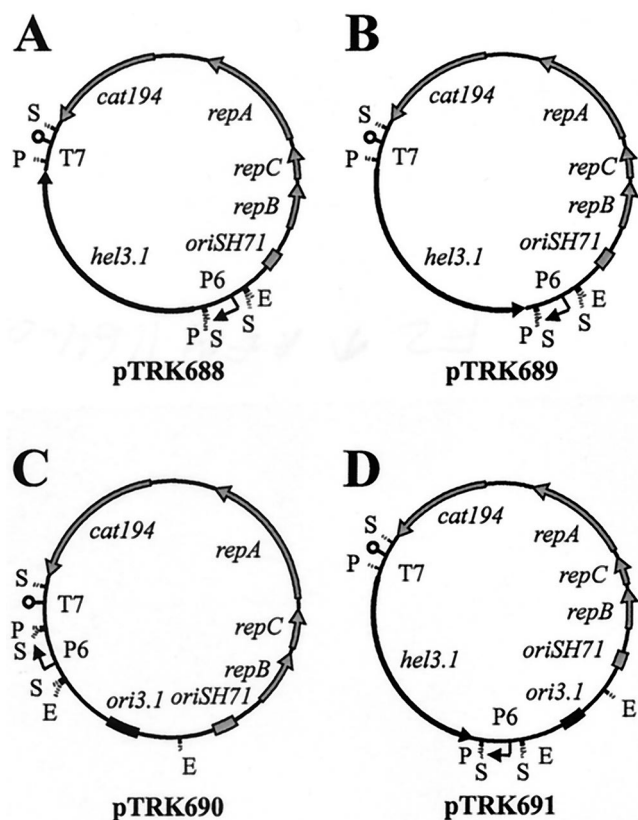 A
cat194
repA
S
P
T7
repC
repB
hel3.1
oriSH71
P6
E
P
S
S
pTRK688
B
cat194
repA
S
P
T7
repC
repB
hel3.1
oriSH71
P6
E
P
S
S
pTRK689
C
cat194
repA
S
T7
P
S
P6
repC
repB
S
E
ori3.1
oriSH71
E
pTRK690
D
S
cat194
repA
P
T7
repC
repB
hel3.1
oriSH71
ori3.1
E
P6
P
S
S
E
pTRK691